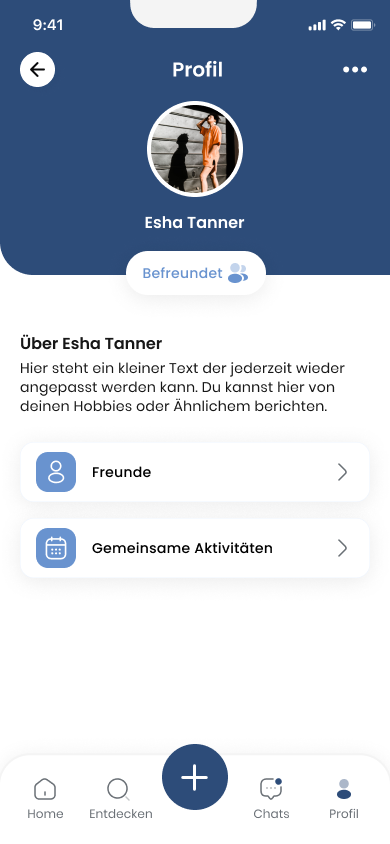 9:41
Profil
Esha Tanner
Befreundet
Über Esha Tanner
Hier steht ein kleiner Text der jederzeit wieder
angepasst werden kann. Du kannst hier von
deinen Hobbies oder Ähnlichem berichten.
Freunde
Gemeinsame Aktivitäten
Home
Entdecken
Chats
Profil